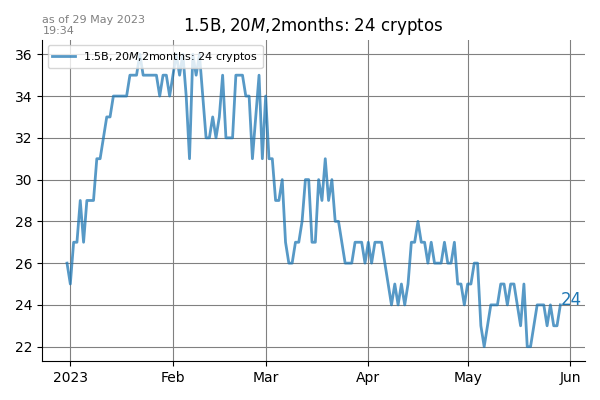 as of 29 May 2023
19:34
1.5B, 20M,2months: 24 cryptos
1.5B, 20M,2months: 24 cryptos
36
34
32
30
28
26
24
22
24
2023 Feb Mar Apr May Jun